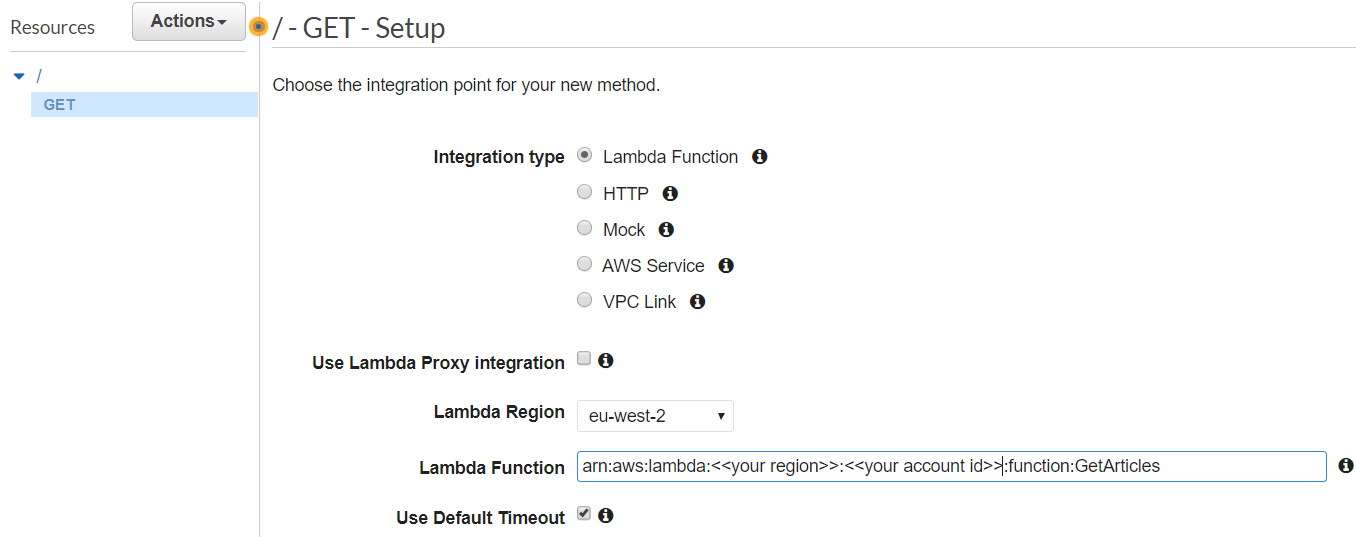 Resources
Actions
/ - GET - Setup
/
GET
Choose the integration point for your new method.
Integration type
Lambda Function
HTTP
Mock
AWS Service
VPC Link
Use Lambda Proxy integration
Lambda Region
eu-west-2
Lambda Function
arn:aws:lambda:<<your region>>:<<your account id>>:function:GetArticles
Use Default Timeout